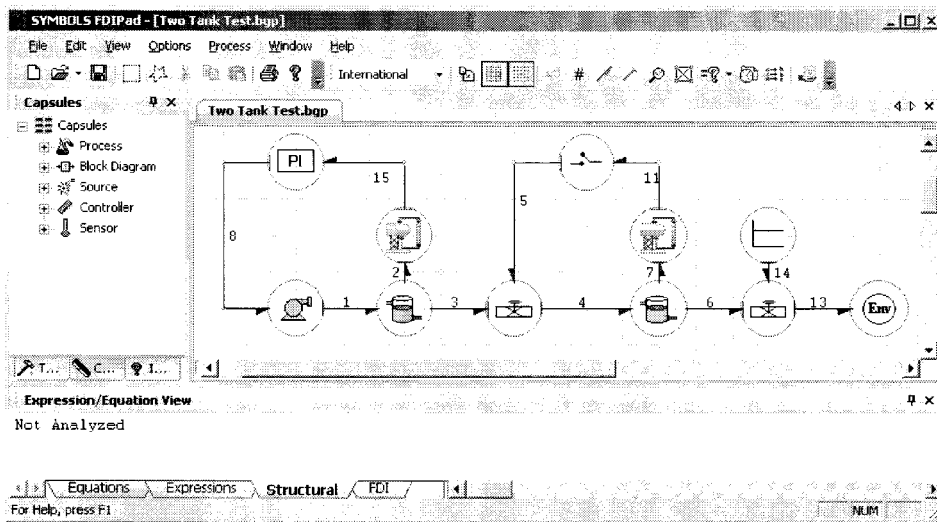 SYMBOLS FDIPad - [Two Tank Test.bgp]
File Edit View Options Process Window Help
International
Capsules
Two Tank Test.bgp
Capsules
Process
Block Diagram
Source
Controller
Sensor
PI
15
11
5
8
2
7
14
1
3
4
6
13
Env
T... C... I...
Expression/Equation View
Not Analyzed
Equations Expressions Structural FDI
For Help, press F1
NUM